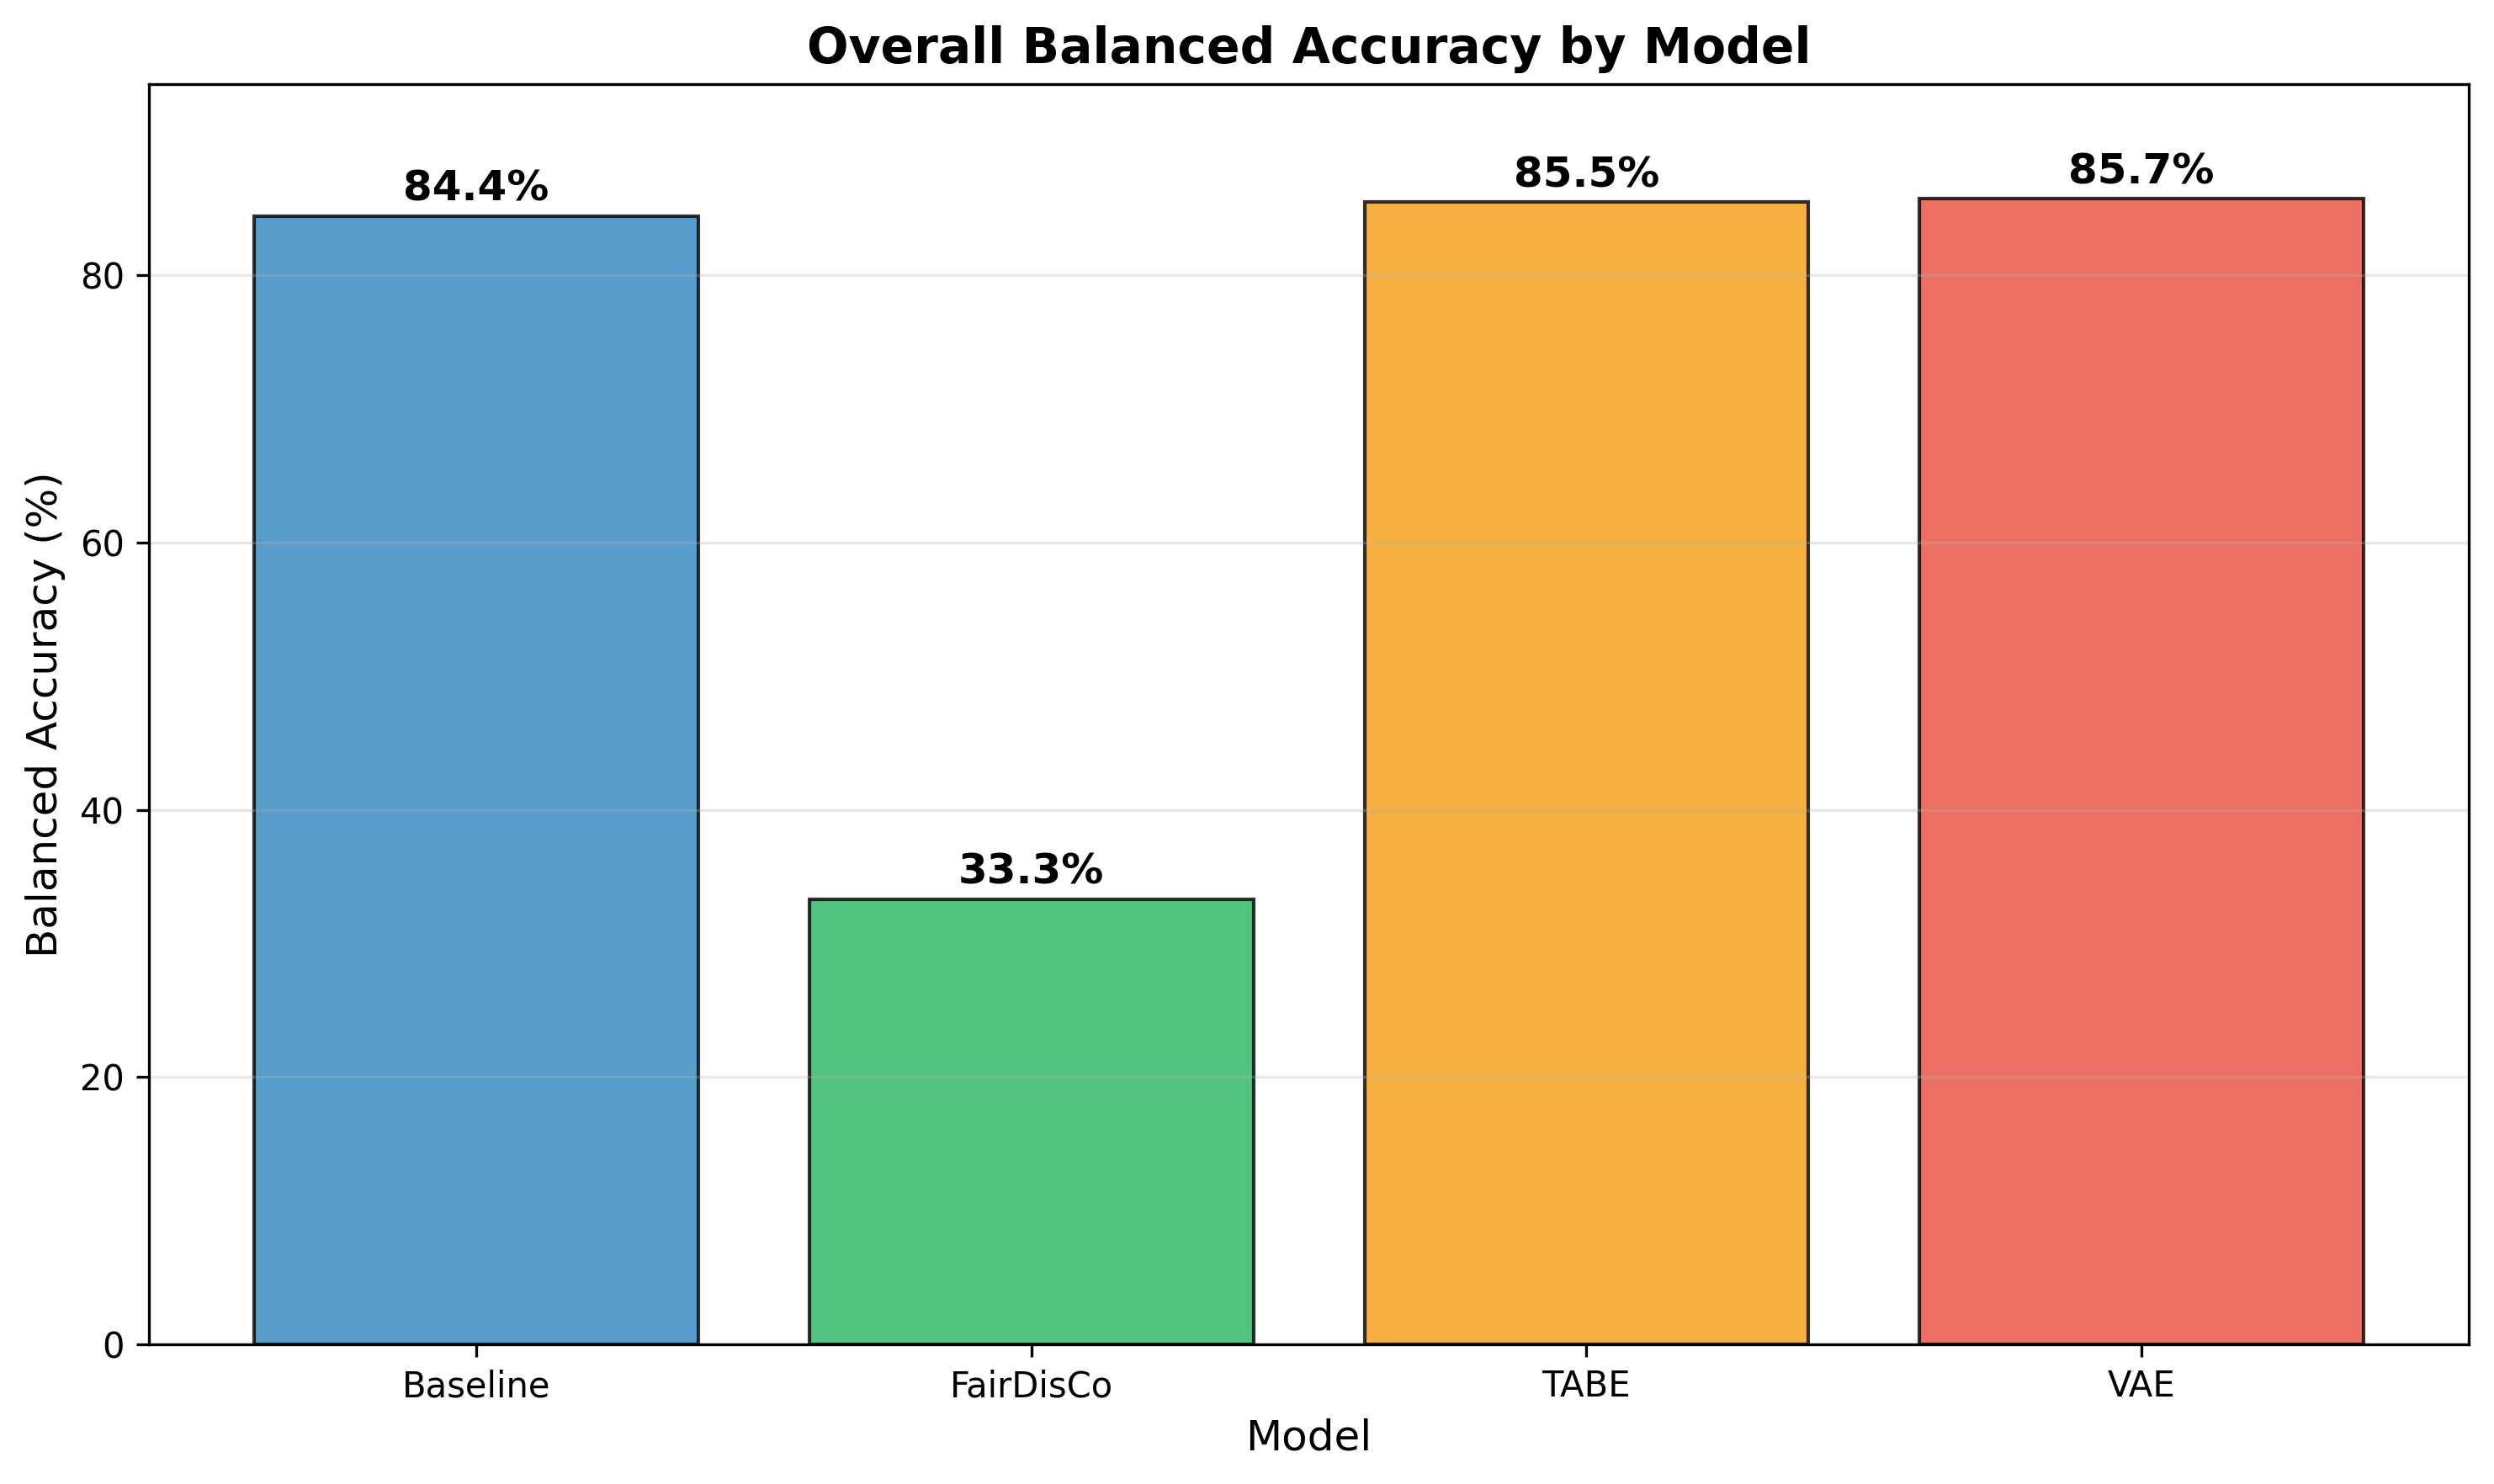 Overall Balanced Accuracy by Model
Balanced Accuracy (%)
80
60
40
20
0
84.4%
33.3%
85.5%
85.7%
Baseline
FairDisCo
TABE
VAE
Model